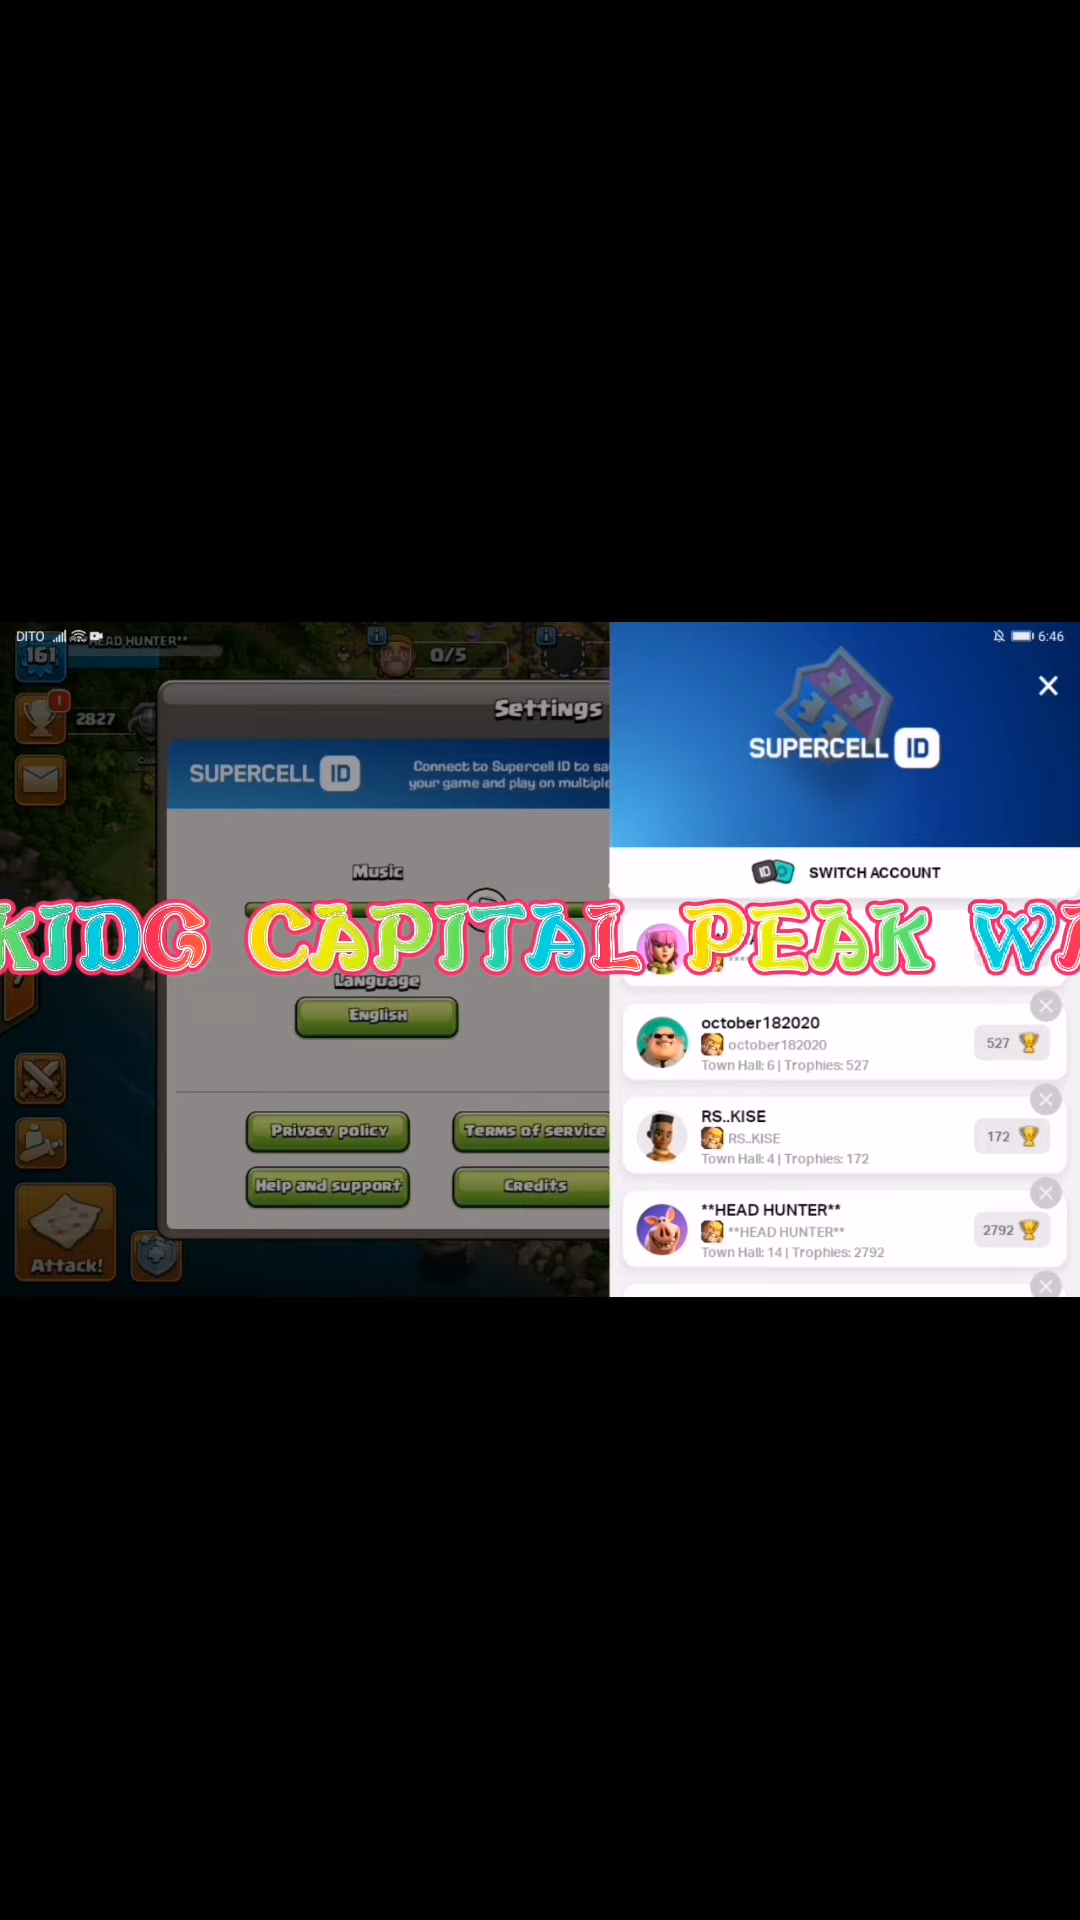 DITO
6:46
**HEAD HUNTER**
161
0/5
1
2827
Settings
SUPERCELL ID
Connect to Supercell ID to sa
your game and play on multiple
Music
Language
English
Privacy policy
Terms of service
Help and support
Credits
Attack!
SUPERCELL ID
SWITCH ACCOUNT
KIDG CAPITAL PEAK WA
october182020
october182020
Town Hall: 6 | Trophies: 527
527
RS..KISE
RS..KISE
Town Hall: 4 | Trophies: 172
172
**HEAD HUNTER**
**HEAD HUNTER**
Town Hall: 14 | Trophies: 2792
2792